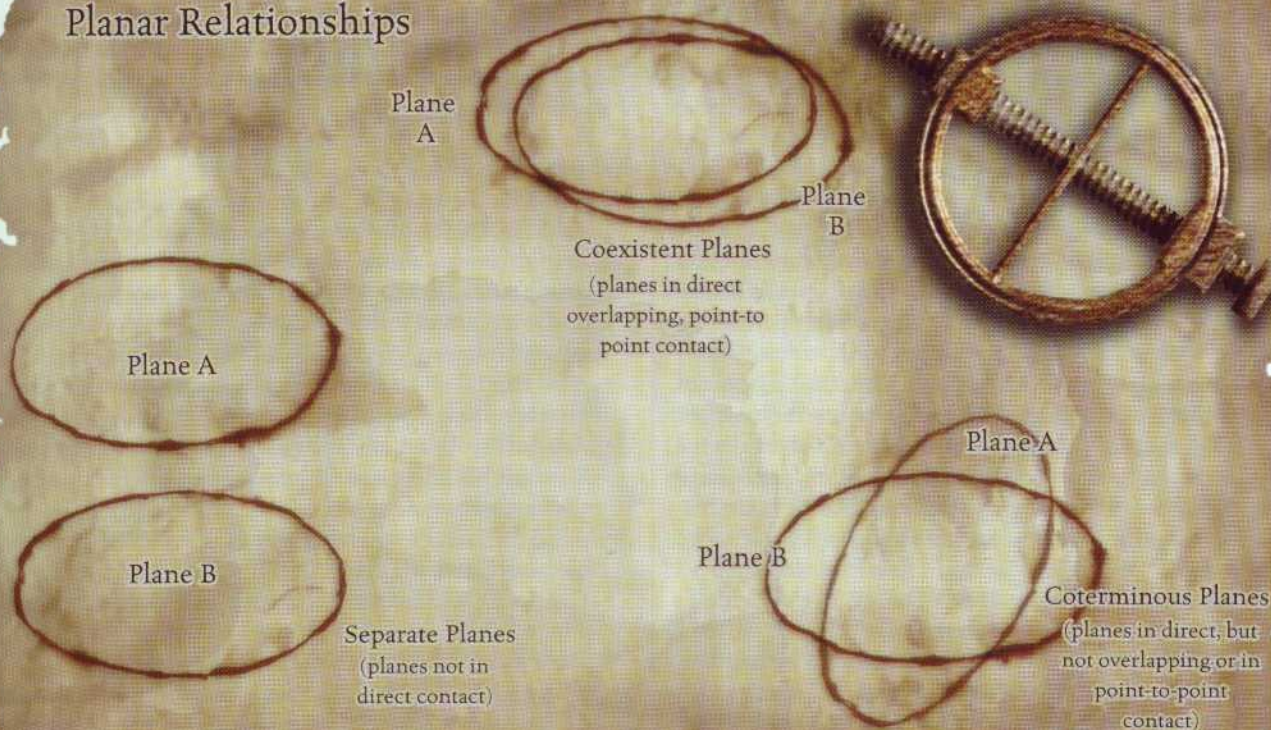 Planar Relationships
Plane
A
Plane
B
Coexistent Planes
(planes in direct
overlapping, point-to
point contact)
Plane A
Plane B
Separate Planes
(planes not in
direct contact)
Plane A
Plane B
Coterminous Planes
(planes in direct, but
not overlapping or in
point-to-point
contact)